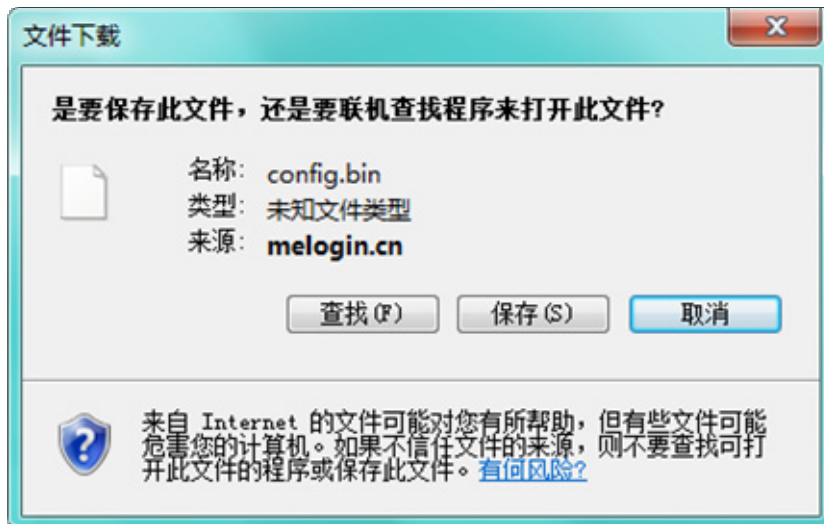 文件下载
是要保存此文件，还是要联机查找程序来打开此文件?
名称: config.bin
类型: 未知文件类型
来源: melogin.cn
查找(F) 保存(S) 取消
来自 Internet 的文件可能对您有所帮助，但有些文件可能
危害您的计算机。如果不信任文件的来源，则不要查找可打
开此文件的程序或保存此文件。有何风险?